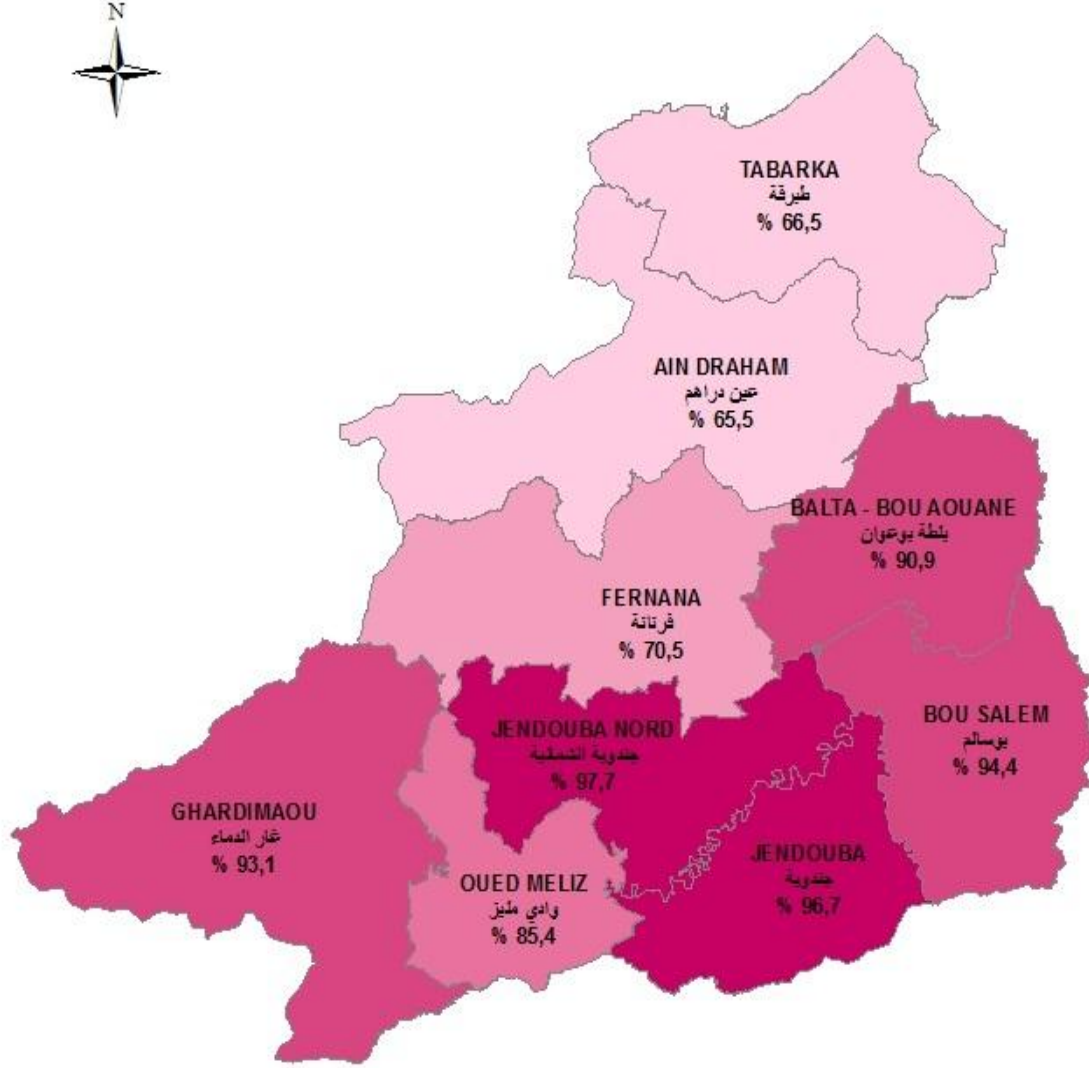 N
TABARKA
طبرقة
% 66,5
AIN DRAHAM
عين دراهم
% 65,5
BALTA - BOU AOUANE
بلطة بوعوان
% 90,9
FERNANA
فرنانة
% 70,5
BOU SALEM
بوسالم
% 94,4
JENDOUBA NORD
جندوبة الشمالية
% 97,7
GHARDIMAOU
غار الدماء
% 93,1
JENDOUBA
جندوبة
% 96,7
OUED MELIZ
وادي مليز
% 85,4